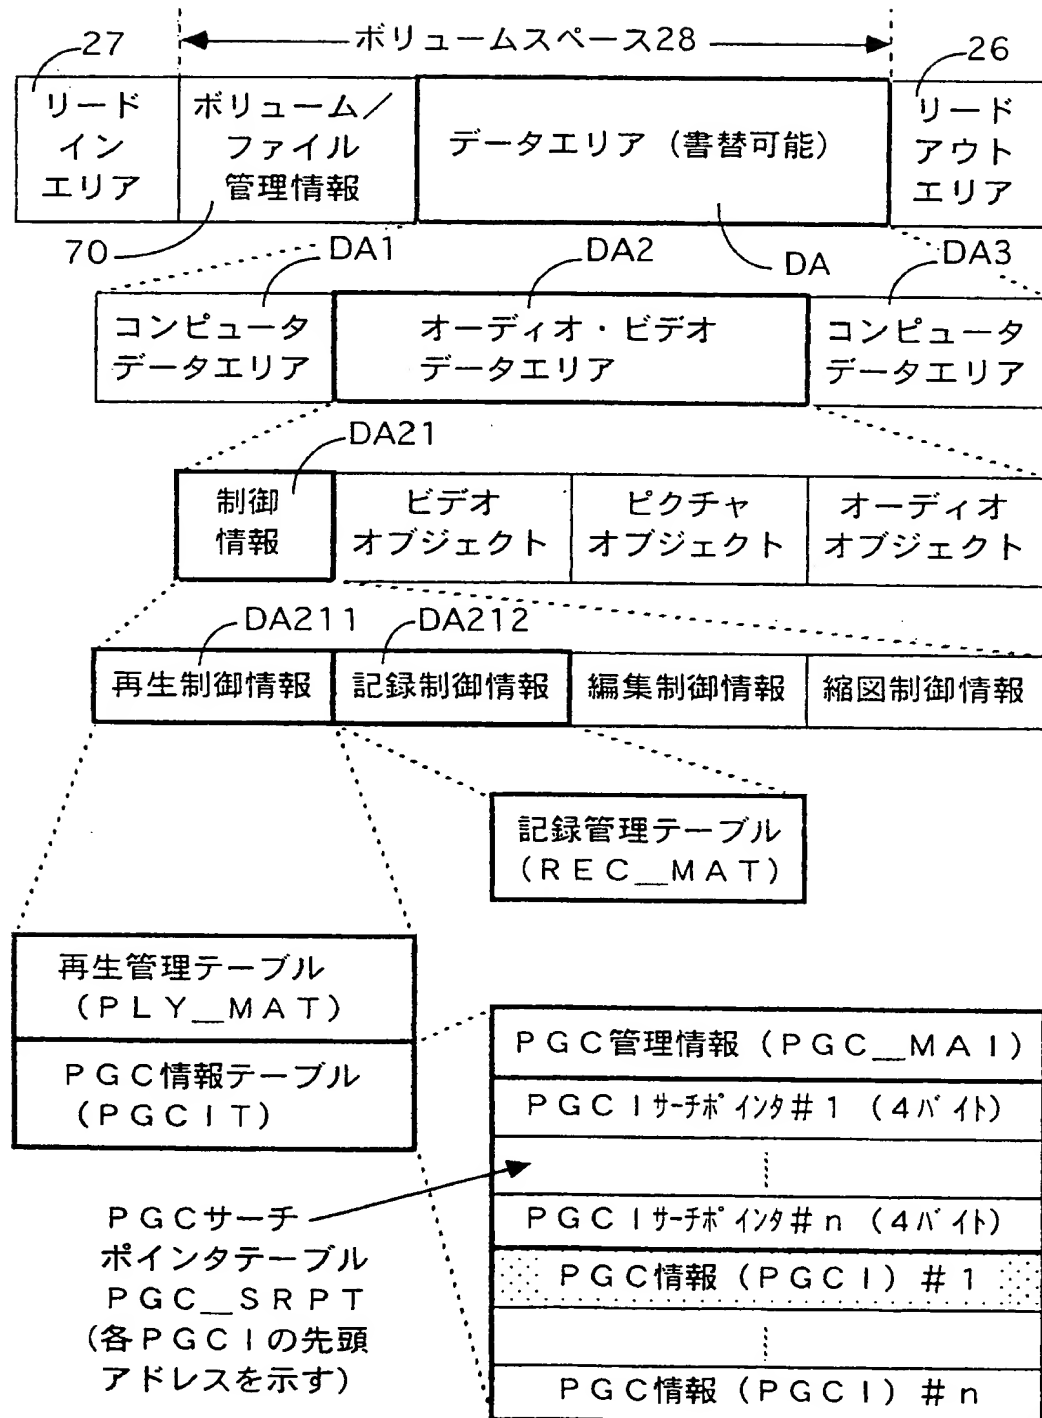 27
ボリュームスペース28
26
リード
イン
エリア
ボリューム／
ファイル
管理情報
データエリア（書替可能）
リード
アウト
エリア
70
DA1
DA2
DA
DA3
コンピュータ
データエリア
オーディオ・ビデオ
データエリア
コンピュータ
データエリア
DA21
制御
情報
ビデオ
オブジェクト
ピクチャ
オブジェクト
オーディオ
オブジェクト
DA211
DA212
再生制御情報
記録制御情報
編集制御情報
縮図制御情報
記録管理テーブル
（ＲＥＣ＿ＭＡＴ）
再生管理テーブル
（ＰＬＹ＿ＭＡＴ）
ＰＧＣ情報テーブル
（ＰＧＣＩＴ）
ＰＧＣ管理情報（ＰＧＣ＿ＭＡＩ）
ＰＧＣＩｻｰﾁﾎﾟｲﾝﾀ＃１（４ﾊﾞｲﾄ）
ＰＧＣＩｻｰﾁﾎﾟｲﾝﾀ＃ｎ（４ﾊﾞｲﾄ）
ＰＧＣ情報（ＰＧＣＩ）＃１
ＰＧＣ情報（ＰＧＣＩ）＃ｎ
ＰＧＣサーチ
ポインタテーブル
ＰＧＣ＿ＳＲＰＴ
（各ＰＧＣＩの先頭
アドレスを示す）